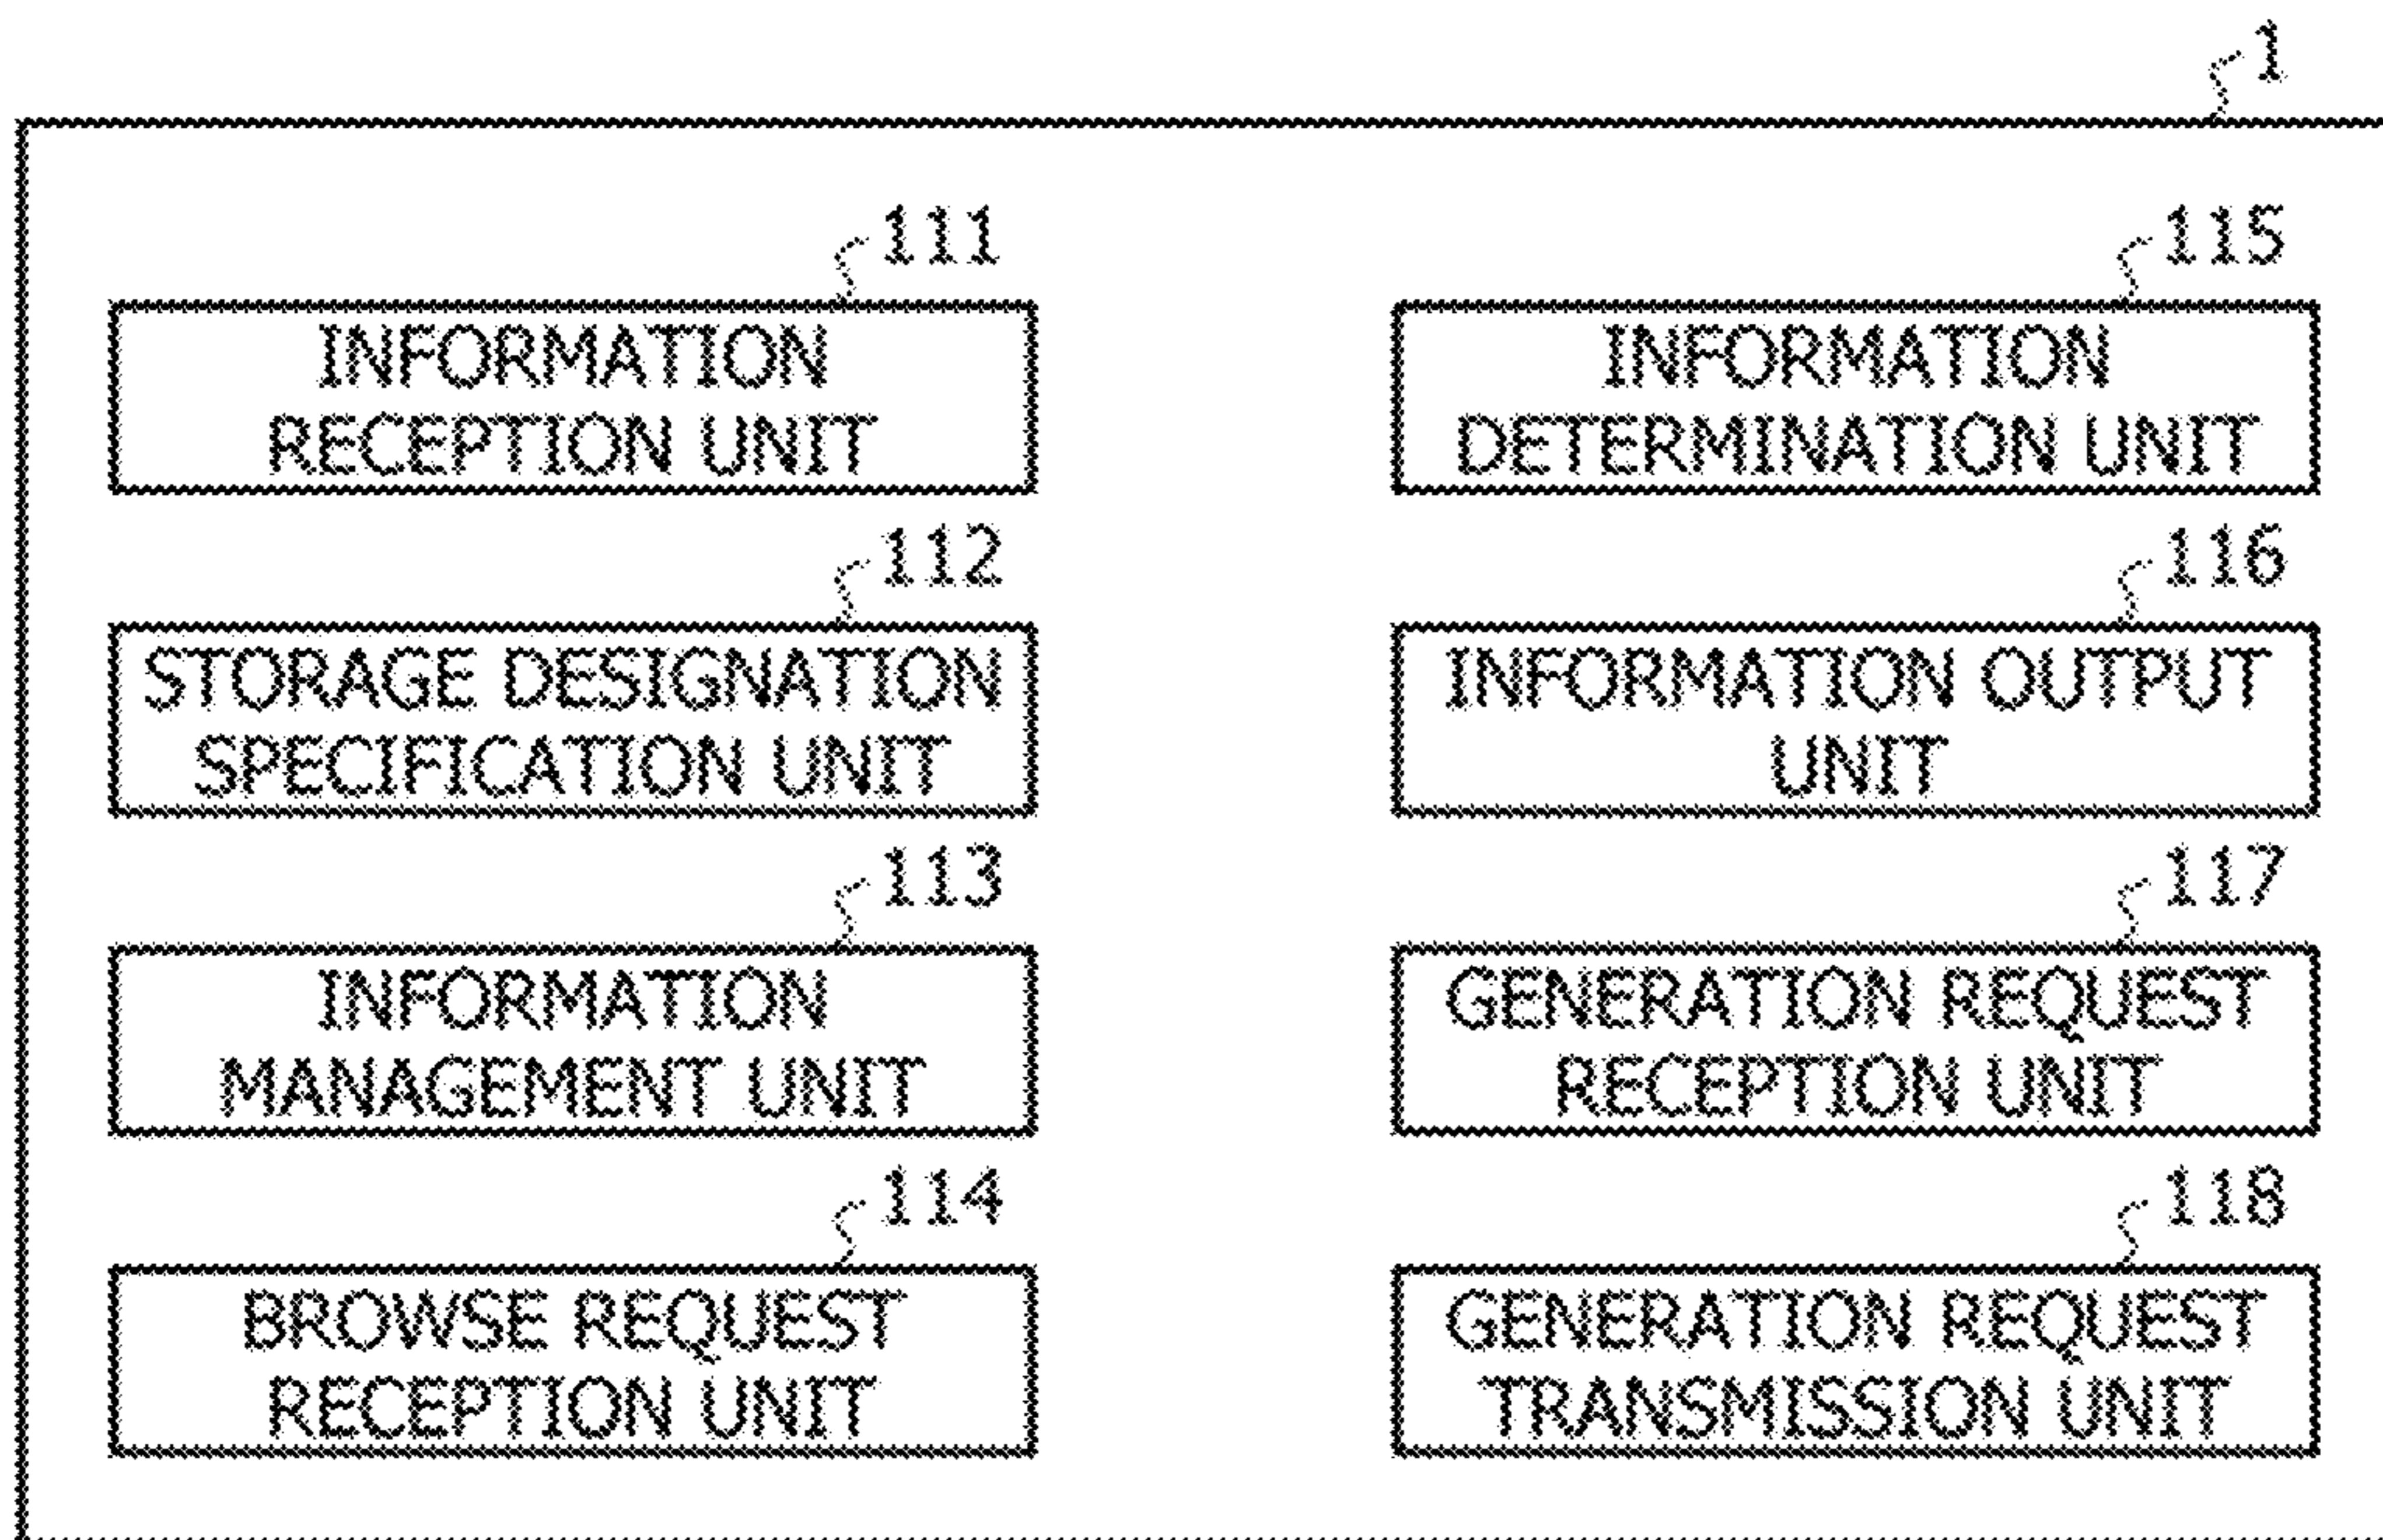 1
111
INFORMATION
RECEPTION UNIT
112
STORAGE DESIGNATION
SPECIFICATION UNIT
113
INFORMATION
MANAGEMENT UNIT
114
BROWSE REQUEST
RECEPTION UNIT
115
INFORMATION
DETERMINATION UNIT
116
INFORMATION OUTPUT
UNIT
117
GENERATION REQUEST
RECEPTION UNIT
118
GENERATION REQUEST
TRANSMISSION UNIT